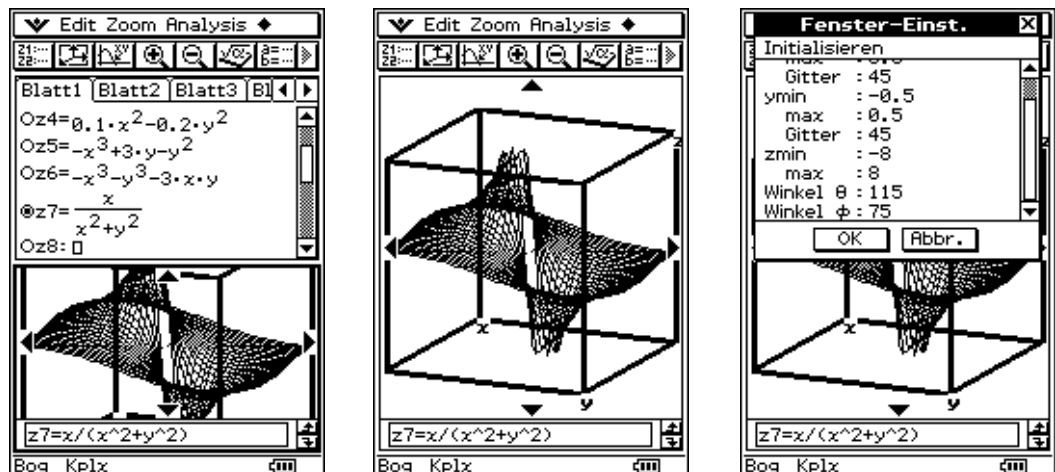 Edit Zoom Analysis
Blatt1 Blatt2 Blatt3 Bl
z4=0.1·x²-0.2·y²
z5=-x³+3·y-y²
z6=-x³-y³-3·x·y
z7=x/(x²+y²)
z8:
z7=x/(x^2+y^2)
Bog Kplx
Edit Zoom Analysis
z
x
y
z7=x/(x^2+y^2)
Bog Kplx
Fenster-Einst.
Initialisieren
max
Gitter :45
ymin :-0.5
max :0.5
Gitter :45
zmin :-8
max :8
Winkel θ :115
Winkel φ :75
OK Abbr.
z
x
y
z7=x/(x^2+y^2)
Bog Kplx